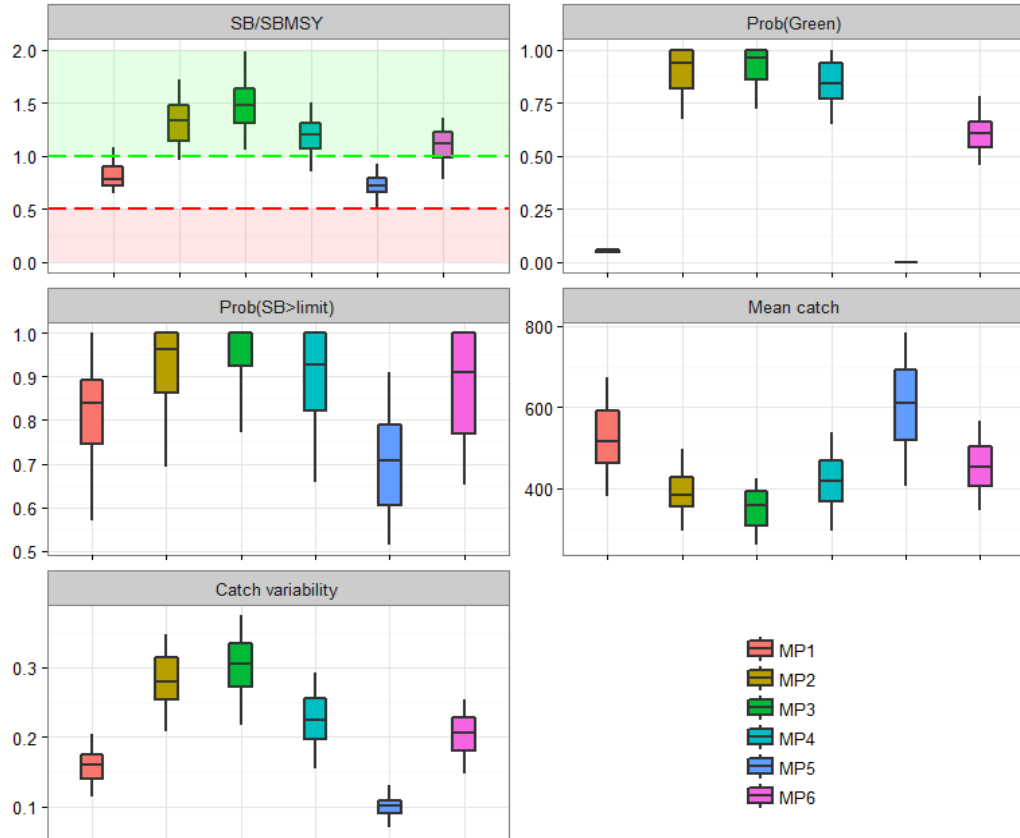 SB/SBMSY
2.0
1.5
1.0
0.5
0.0
Prob(Green)
1.00
0.75
0.50
0.25
0.00
Prob(SB>limit)
1.0
0.9
0.8
0.7
0.6
0.5
Mean catch
800
600
400
Catch variability
0.3
0.2
0.1
MP1
MP2
MP3
MP4
MP5
MP6